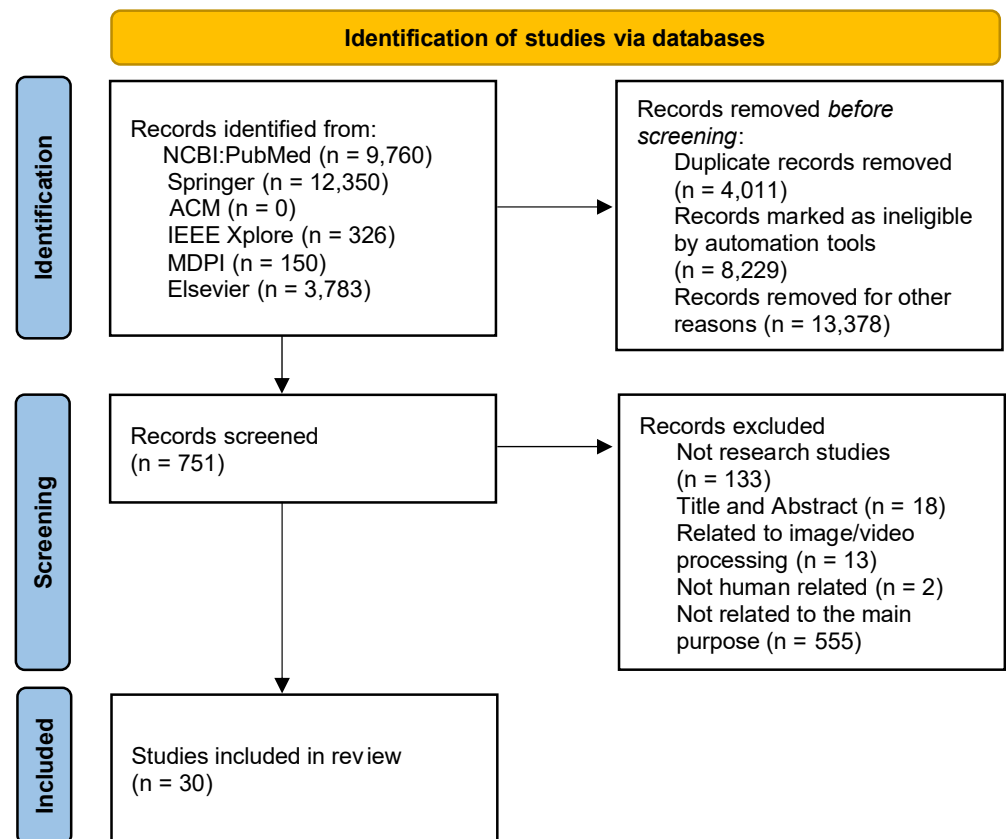 Identification of studies via databases
Identification
Records identified from:
NCBI:PubMed (n = 9,760)
Springer (n = 12,350)
ACM (n = 0)
IEEE Xplore (n = 326)
MDPI (n = 150)
Elsevier (n = 3,783)
Records removed before
screening:
Duplicate records removed
(n = 4,011)
Records marked as ineligible
by automation tools
(n = 8,229)
Records removed for other
reasons (n = 13,378)
Screening
Records screened
(n = 751)
Records excluded
Not research studies
(n = 133)
Title and Abstract (n = 18)
Related to image/video
processing (n = 13)
Not human related (n = 2)
Not related to the main
purpose (n = 555)
Included
Studies included in review
(n = 30)